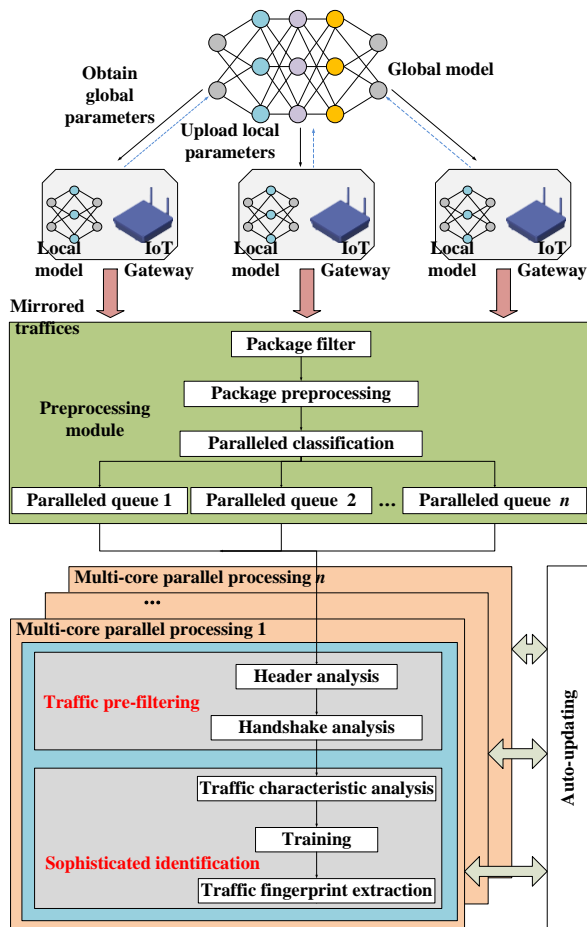 Obtain
global
parameters
Global model
Upload local
parameters
Local
model
IoT
Gateway
Local
model
IoT
Gateway
Local
model
IoT
Gateway
Mirrored
traffices
Package filter
Package preprocessing
Preprocessing
module
Paralleled classification
Paralleled queue 1
Paralleled queue 2
...
Paralleled queue n
Multi-core parallel processing n
...
Multi-core parallel processing 1
Header analysis
Traffic pre-filtering
Handshake analysis
Traffic characteristic analysis
Training
Sophisticated identification
Traffic fingerprint extraction
Auto-updating